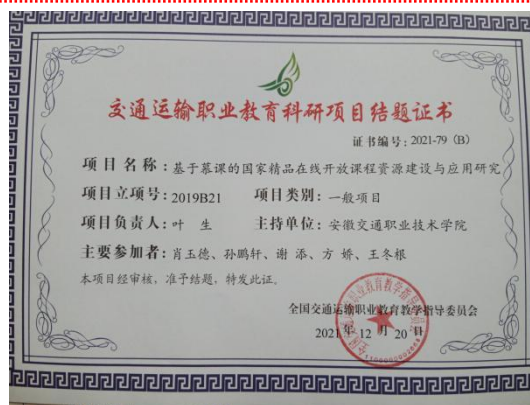 交通运输职业教育科研项目结题证书
证书编号：2021-79（B）
项目名称：基于慕课的国家精品在线开放课程资源建设与应用研究
项目立项号：2019B21 项目类别：一般项目
项目负责人：叶 生 主持单位：安徽交通职业技术学院
主要参加者：肖玉德、孙鹏轩、谢 添、方 娇、王冬根
本项目经审核，准予结题，特发此证。
全国交通运输职业教育教学指导委员会
2021年 12 月 20 日